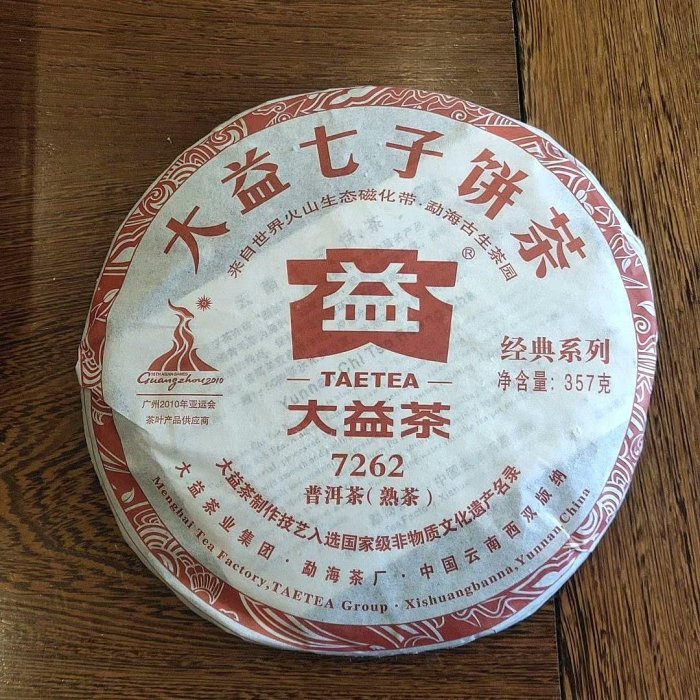 大益七子饼茶
来自世界火山生态磁化带·勐海古生茶园
益
®
TAETEA
大益茶
7262
普洱茶(熟茶)
16TH ASIAN GAMES
Guangzhou2010
广州2010年亚运会
茶叶产品供应商
经典系列
净含量: 357克
大益茶制作技艺入选国家级非物质文化遗产名录
大益茶业集团·勐海茶厂·中国云南西双版纳
Menghai Tea Factory,TAETEA Group · Xishuangbanna,Yunnan China